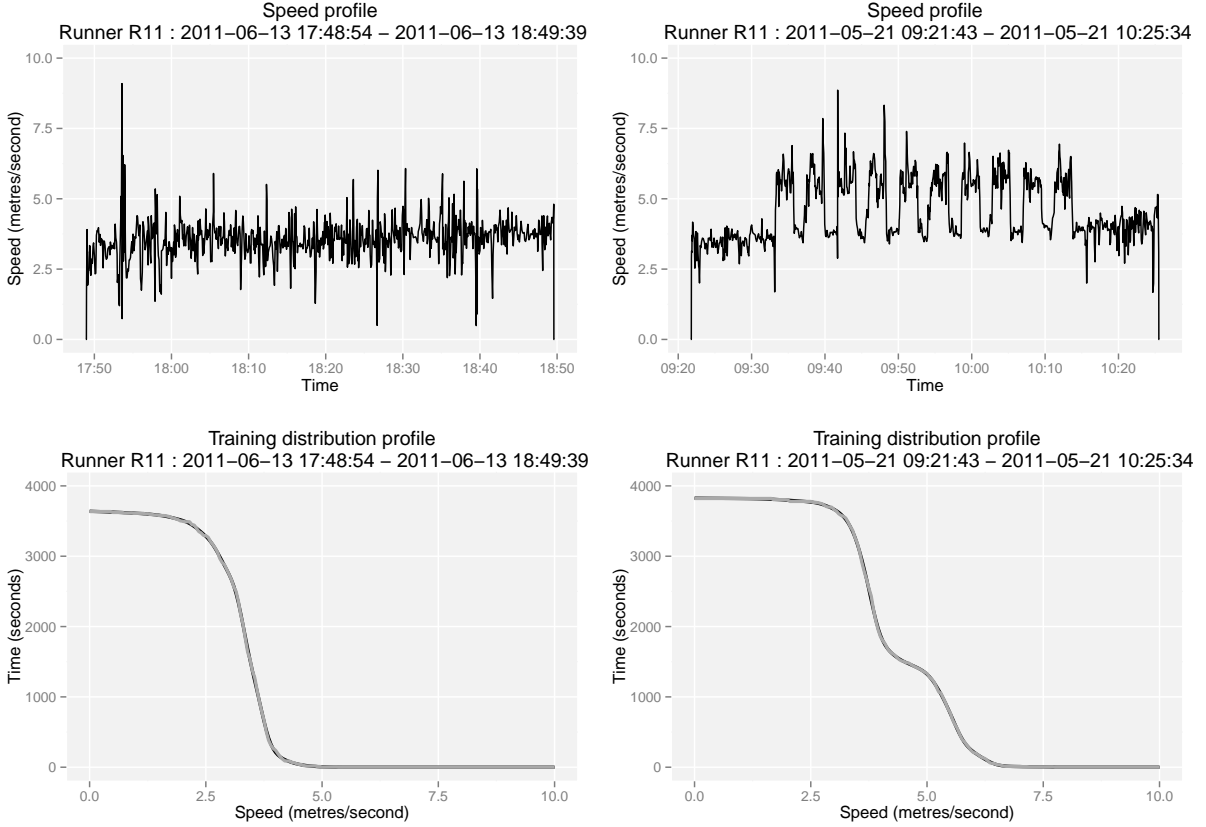 Speed profile
Runner R11 : 2011−06−13 17:48:54 − 2011−06−13 18:49:39
10.0
7.5
5.0
2.5
0.0
Speed (metres/second)
17:50 18:00 18:10 18:20 18:30 18:40 18:50
Time
Speed profile
Runner R11 : 2011−05−21 09:21:43 − 2011−05−21 10:25:34
10.0
7.5
5.0
2.5
0.0
Speed (metres/second)
09:20 09:30 09:40 09:50 10:00 10:10 10:20
Time
Training distribution profile
Runner R11 : 2011−06−13 17:48:54 − 2011−06−13 18:49:39
4000
3000
2000
1000
0
Time (seconds)
0.0 2.5 5.0 7.5 10.0
Speed (metres/second)
Training distribution profile
Runner R11 : 2011−05−21 09:21:43 − 2011−05−21 10:25:34
4000
3000
2000
1000
0
Time (seconds)
0.0 2.5 5.0 7.5 10.0
Speed (metres/second)